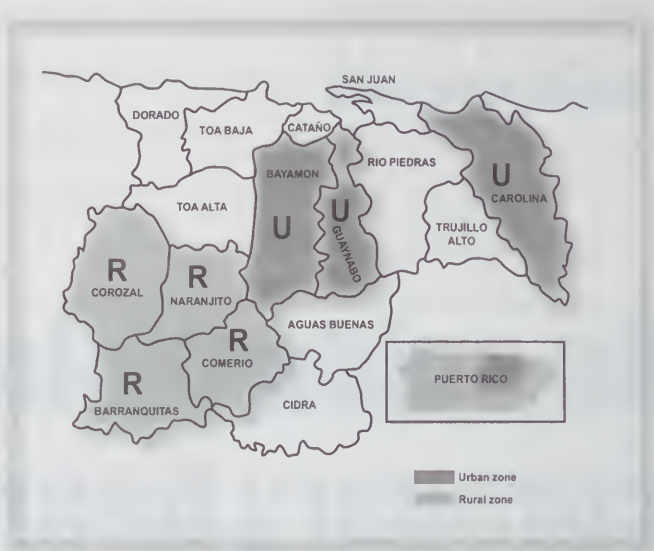 SAN JUAN
DORADO
TOA BAJA
CATAÑO
RIO PIEDRAS
BAYAMON
U
CAROLINA
TOA ALTA
U
U
GUAYNABO
TRUJILLO
ALTO
R
COROZAL
R
NARANJITO
AGUAS BUENAS
R
COMERIO
R
BARRANQUITAS
CIDRA
PUERTO RICO
Urban zone
Rural zone